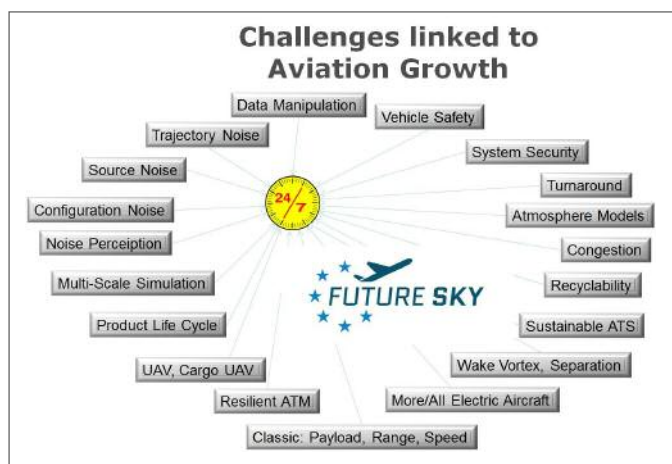 Challenges linked to
Aviation Growth
Data Manipulation
Vehicle Safety
Trajectory Noise
System Security
Source Noise
Turnaround
24/7
Configuration Noise
Atmosphere Models
Noise Perceiption
Congestion
Multi-Scale Simulation
Recyclability
FUTURE SKY
Product Life Cycle
Sustainable ATS
UAV, Cargo UAV
Wake Vortex, Separation
Resilient ATM
More/All Electric Aircraft
Classic: Payload, Range, Speed